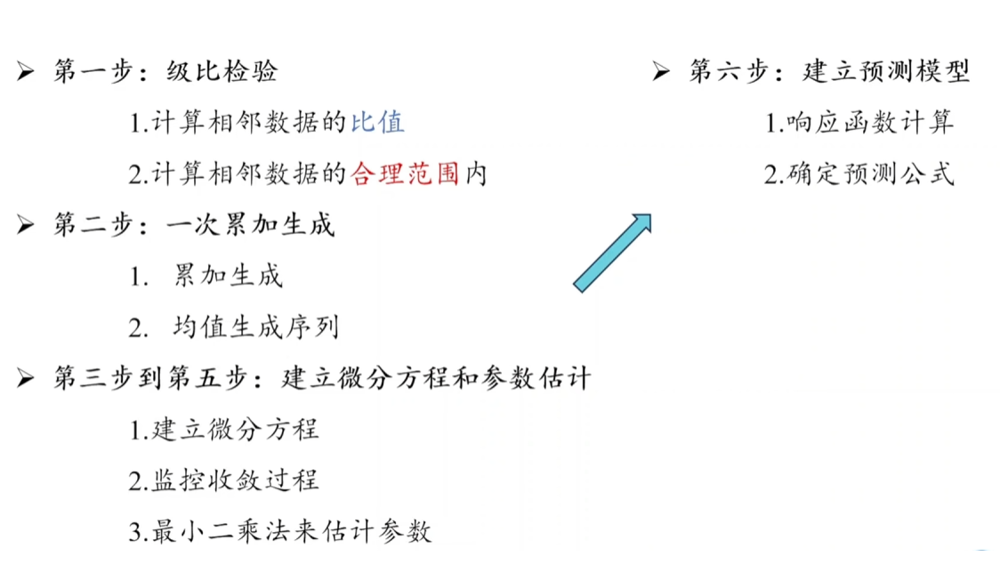 ➢ 第一步：级比检验
1.计算相邻数据的比值
2.计算相邻数据的合理范围内
➢ 第二步：一次累加生成
1. 累加生成
2. 均值生成序列
➢ 第三步到第五步：建立微分方程和参数估计
1.建立微分方程
2.监控收敛过程
3.最小二乘法来估计参数
➢ 第六步：建立预测模型
1.响应函数计算
2.确定预测公式